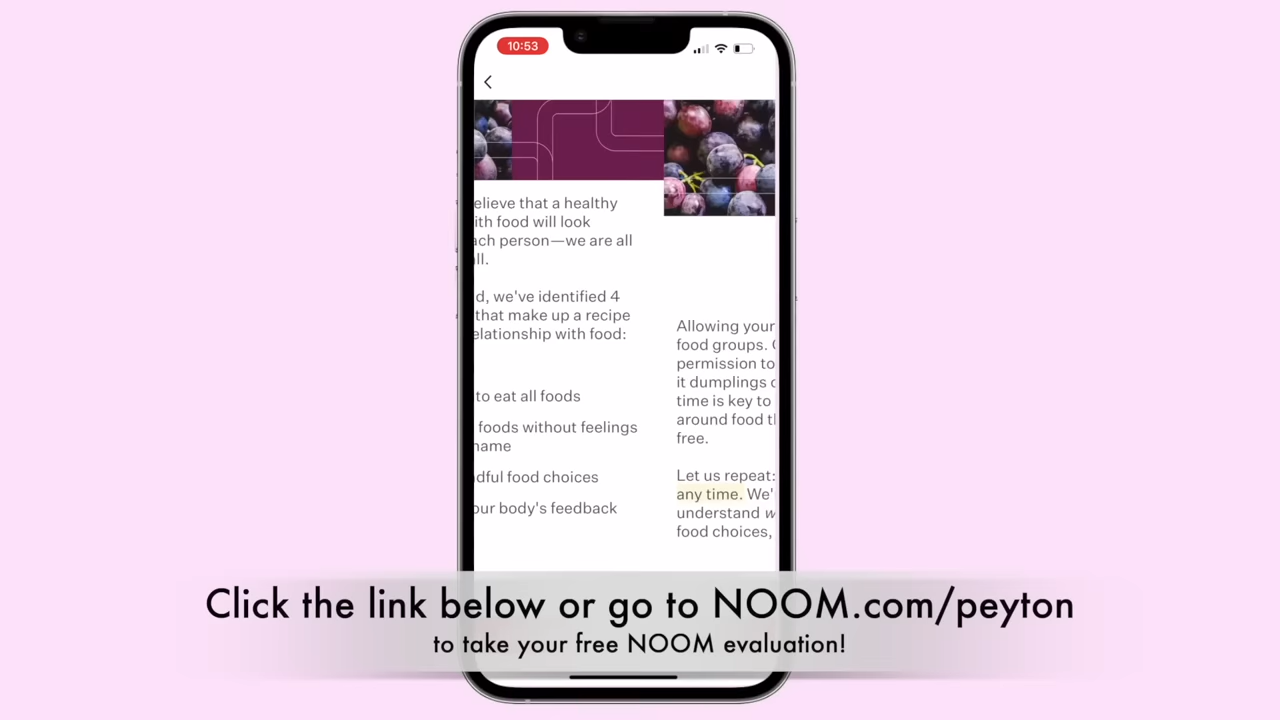 10:53
elieve that a healthy
ith food will look
ach person—we are all
ll.
d, we've identified 4
that make up a recipe
elationship with food:
to eat all foods
foods without feelings
hame
dful food choices
our body's feedback
Allowing your
food groups.
permission to
it dumplings
time is key to
around food
free.
Let us repeat:
any time. We'
understand
food choices,
Click the link below or go to NOOM.com/peyton
to take your free NOOM evaluation!